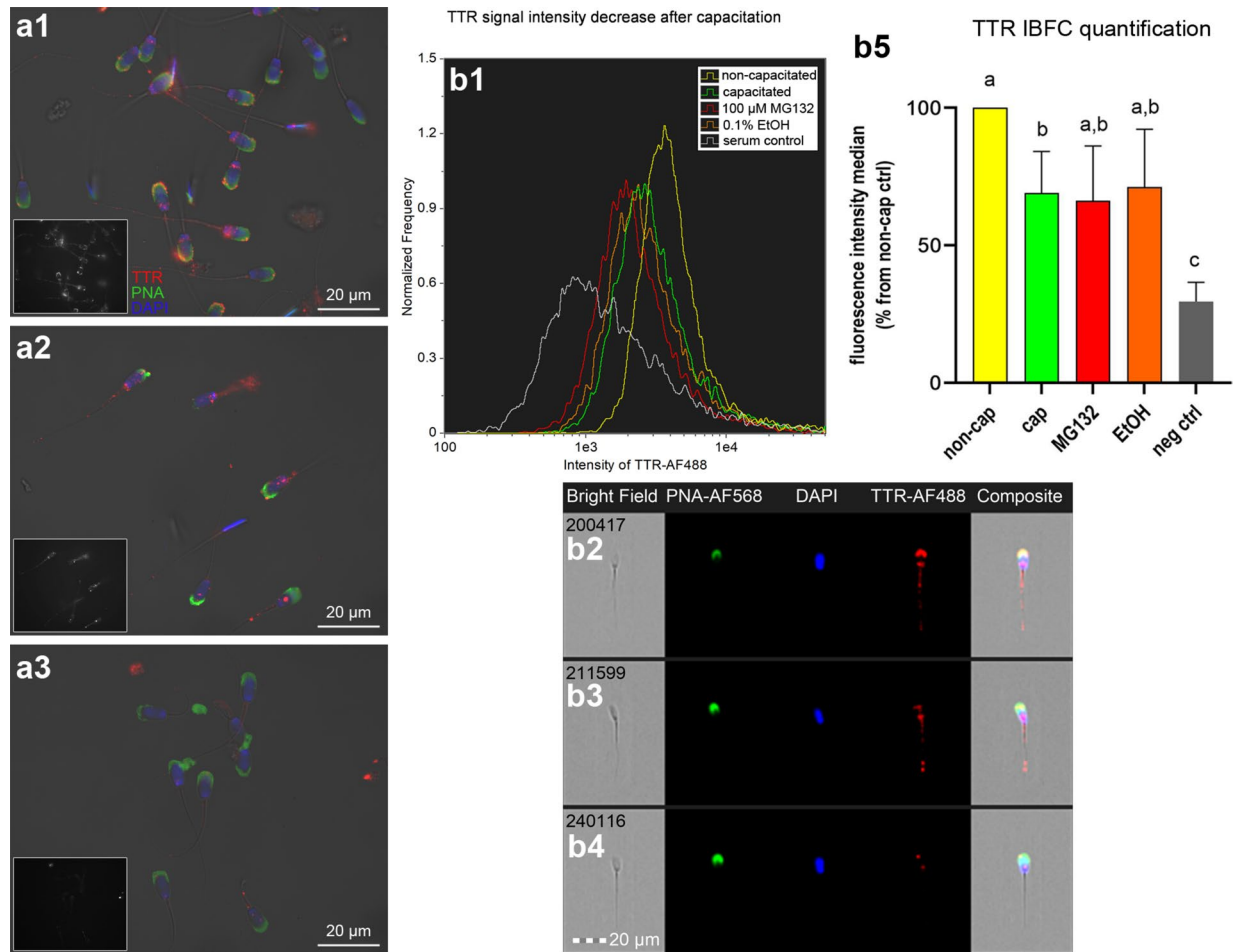 a1
TTR
PNA
DAPI
20 µm
a2
20 µm
a3
20 µm
TTR signal intensity decrease after capacitation
b1
1.5
1.2
0.9
0.6
0.3
0
Normalized Frequency
non-capacitated
capacitated
100 µM MG132
0.1% EtOH
serum control
100
1e3
1e4
Intensity of TTR-AF488
b5
TTR IBFC quantification
fluorescence intensity median
(% from non-cap ctrl)
100
50
0
a
b
a,b
a,b
c
non-cap
cap
MG132
EtOH
neg ctrl
Bright Field PNA-AF568 DAPI TTR-AF488 Composite
200417
b2
211599
b3
240116
b4
20 µm